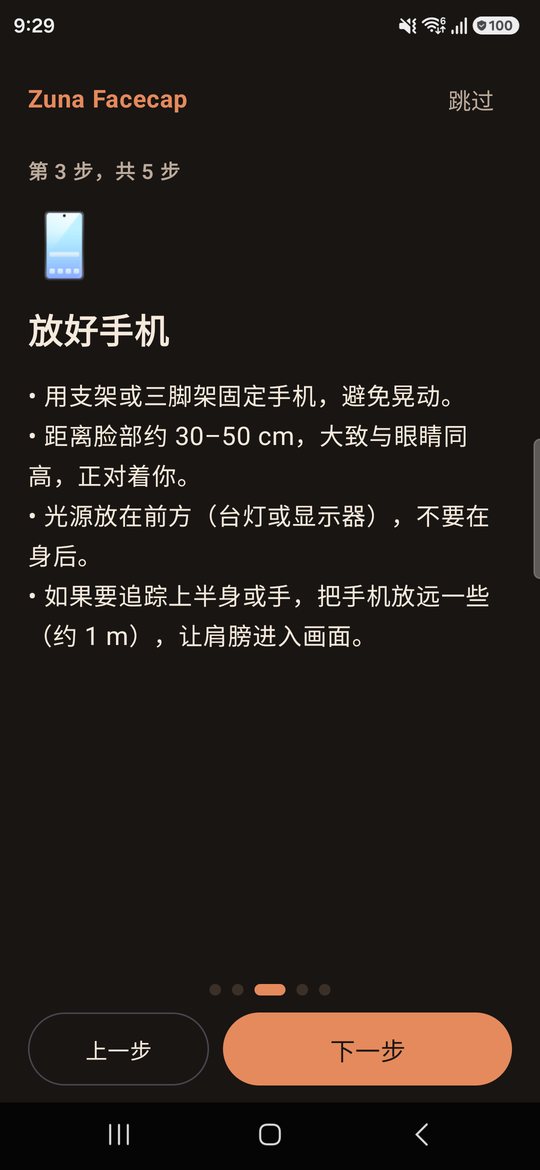 9:29
6
100
Zuna Facecap
跳过
第 3 步，共 5 步
放好手机
• 用支架或三脚架固定手机，避免晃动。
• 距离脸部约 30–50 cm，大致与眼睛同
高，正对着你。
• 光源放在前方（台灯或显示器），不要在
身后。
• 如果要追踪上半身或手，把手机放远一些
（约 1 m），让肩膀进入画面。
上一步
下一步